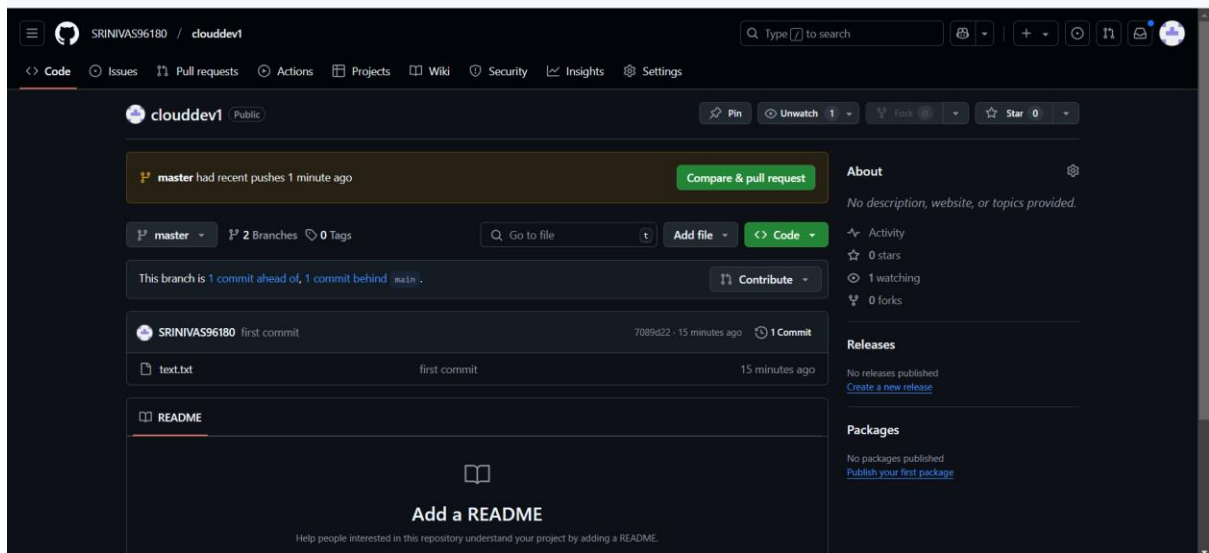 SRINIVAS96180 / clouddev1
Type / to search
Code Issues Pull requests Actions Projects Wiki Security Insights Settings
clouddev1 Public
Pin Unwatch 1 Fork 0 Star 0
master had recent pushes 1 minute ago Compare & pull request
master 2 Branches 0 Tags Go to file t Add file Code
This branch is 1 commit ahead of, 1 commit behind main . Contribute
SRINIVAS96180 first commit 7089d22 · 15 minutes ago 1 Commit
text.txt first commit 15 minutes ago
README
Add a README
Help people interested in this repository understand your project by adding a README.
About
No description, website, or topics provided.
Activity
0 stars
1 watching
0 forks
Releases
No releases published
Create a new release
Packages
No packages published
Publish your first package